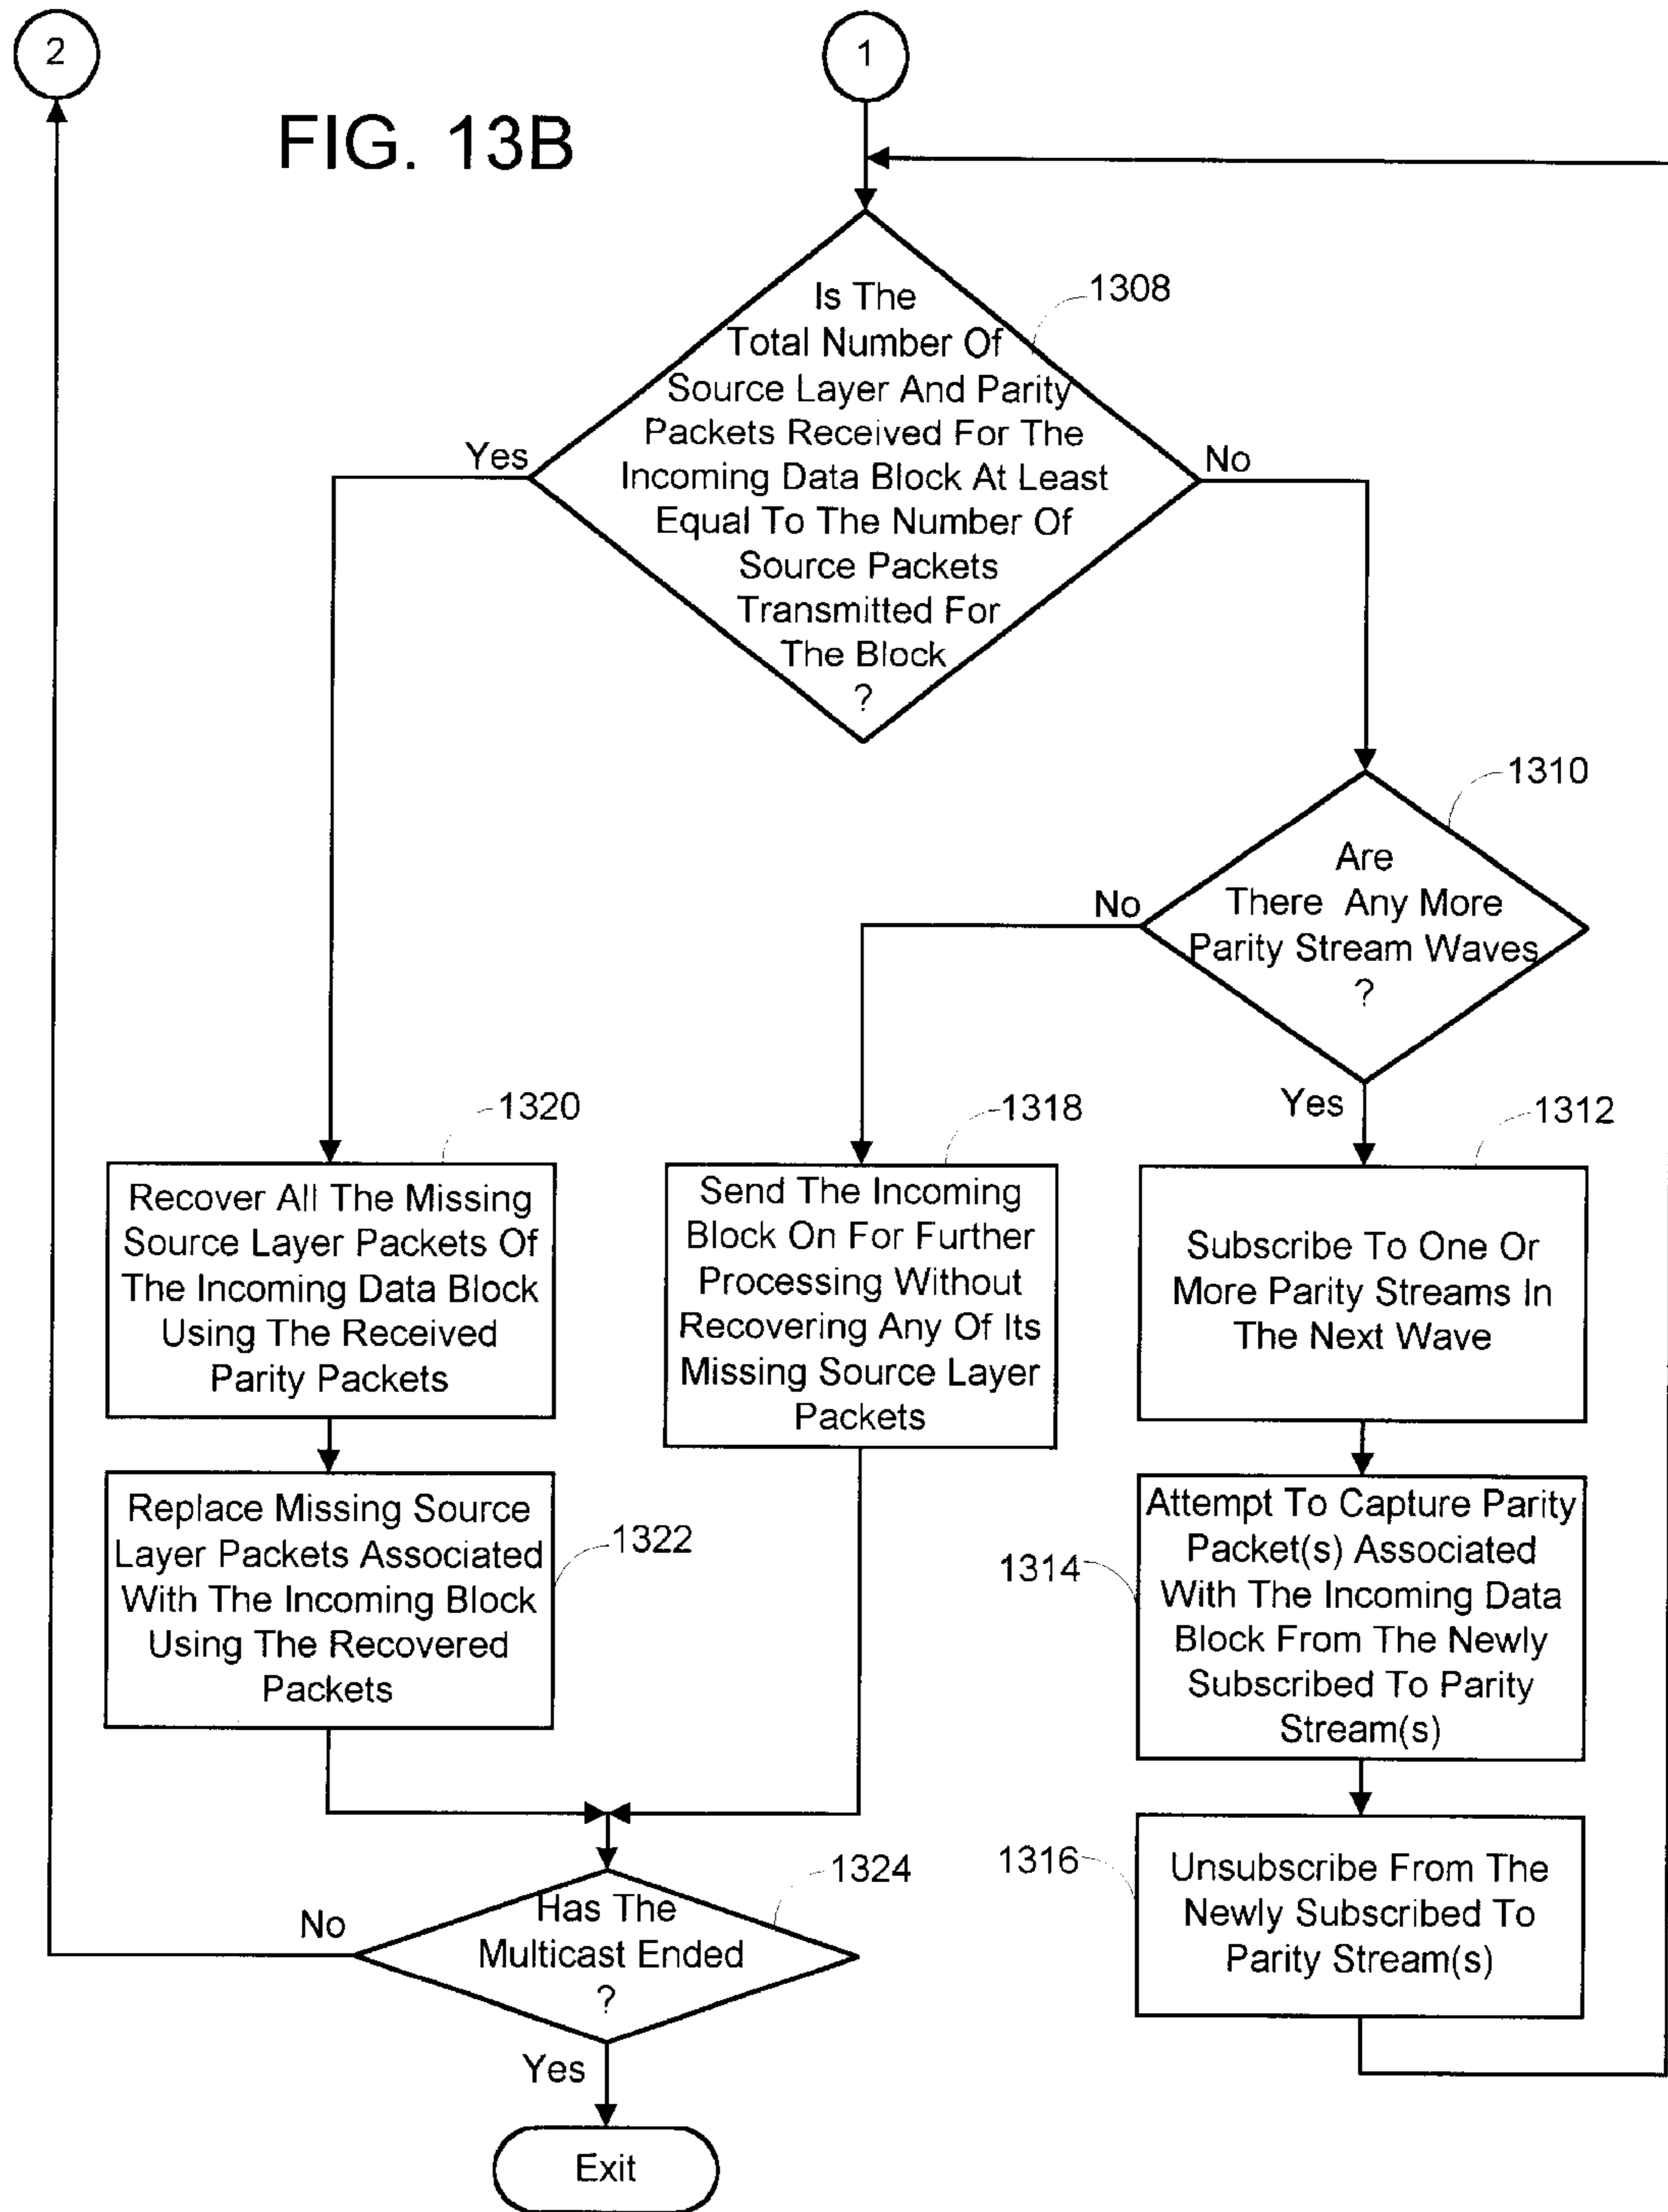 2
1
FIG. 13B
Is The
Total Number Of
Source Layer And Parity
Packets Received For The
Incoming Data Block At Least
Equal To The Number Of
Source Packets
Transmitted For
The Block
?
1308
Yes
No
1310
Are
There Any More
Parity Stream Waves
?
No
Yes
1320
Recover All The Missing
Source Layer Packets Of
The Incoming Data Block
Using The Received
Parity Packets
1318
Send The Incoming
Block On For Further
Processing Without
Recovering Any Of Its
Missing Source Layer
Packets
1312
Subscribe To One Or
More Parity Streams In
The Next Wave
Replace Missing Source
Layer Packets Associated
With The Incoming Block
Using The Recovered
Packets
1322
1314
Attempt To Capture Parity
Packet(s) Associated
With The Incoming Data
Block From The Newly
Subscribed To Parity
Stream(s)
1316
Unsubscribe From The
Newly Subscribed To
Parity Stream(s)
1324
Has The
Multicast Ended
?
No
Yes
Exit